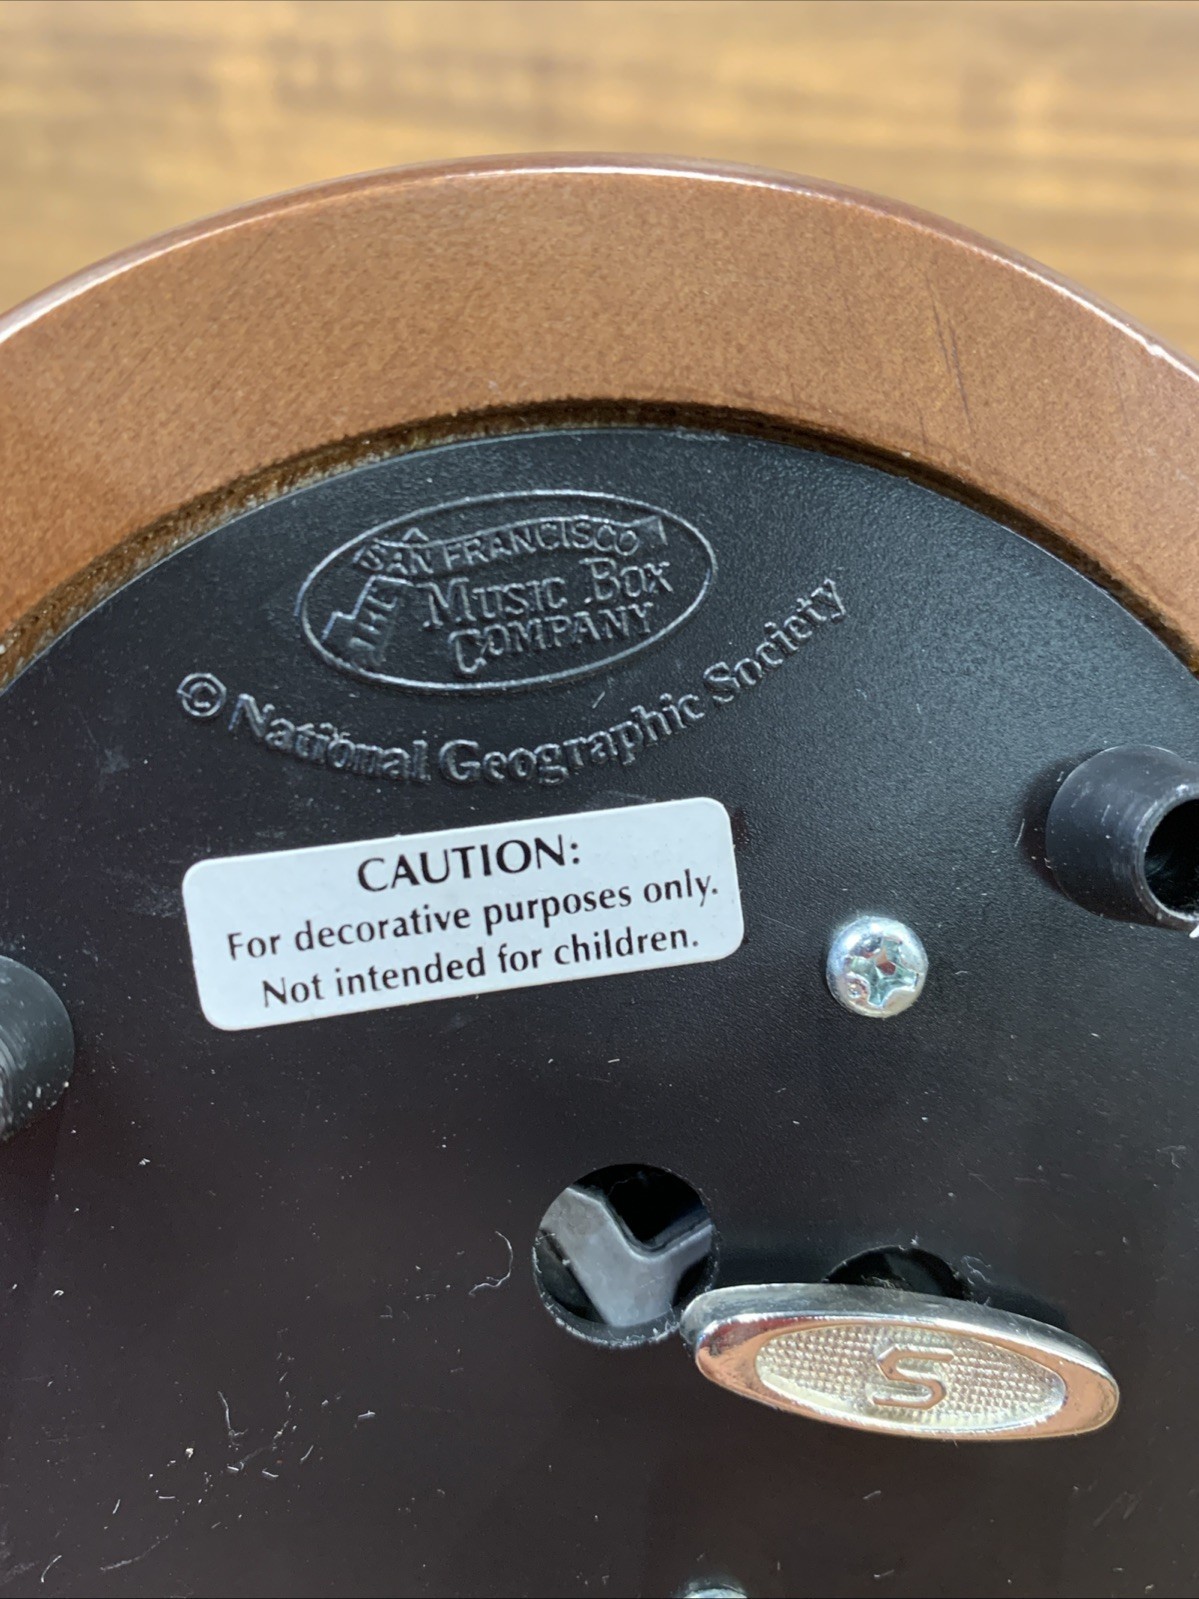 SAN FRANCISCO
MUSIC BOX
COMPANY
© National Geographic Society
CAUTION:
For decorative purposes only.
Not intended for children.
S